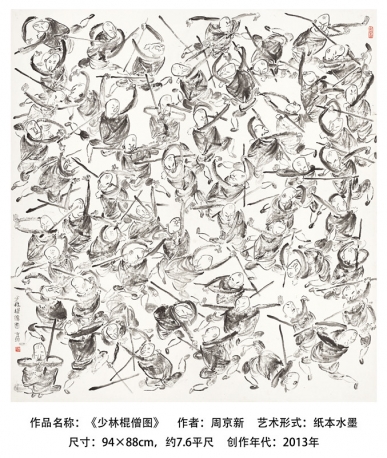 作品名称：《少林棍僧图》 作者：周京新 艺术形式：纸本水墨
尺寸：94×88cm，约7.6平尺 创作年代：2013年